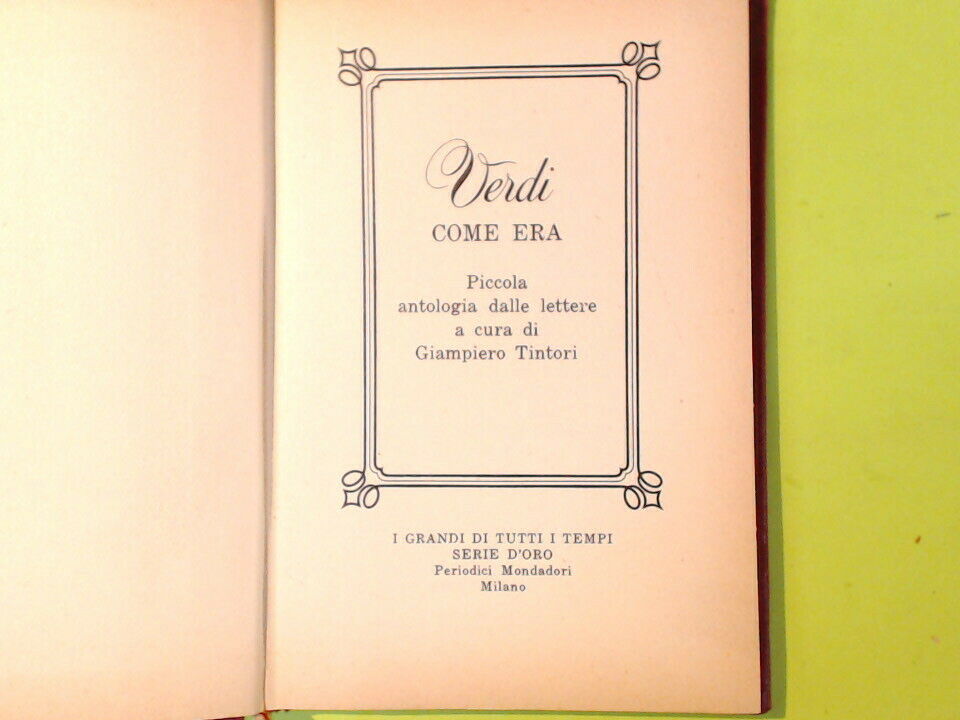 Verdi
COME ERA
Piccola
antologia dalle lettere
a cura di
Giampiero Tintori
I GRANDI DI TUTTI I TEMPI
SERIE D'ORO
Periodici Mondadori
Milano